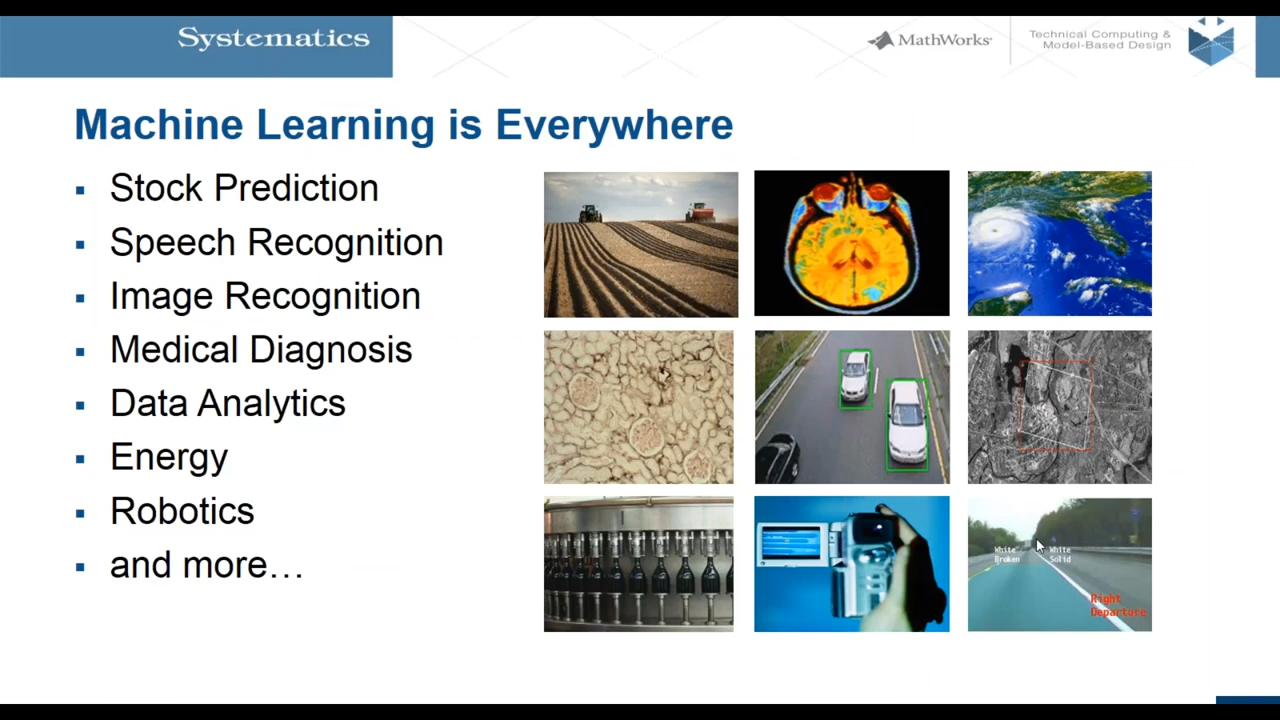 Systematics
MathWorks
Technical Computing &
Model-Based Design
Machine Learning is Everywhere
Stock Prediction
Speech Recognition
Image Recognition
Medical Diagnosis
Data Analytics
Energy
Robotics
and more…
White
Broken
White
Solid
Right
Departure